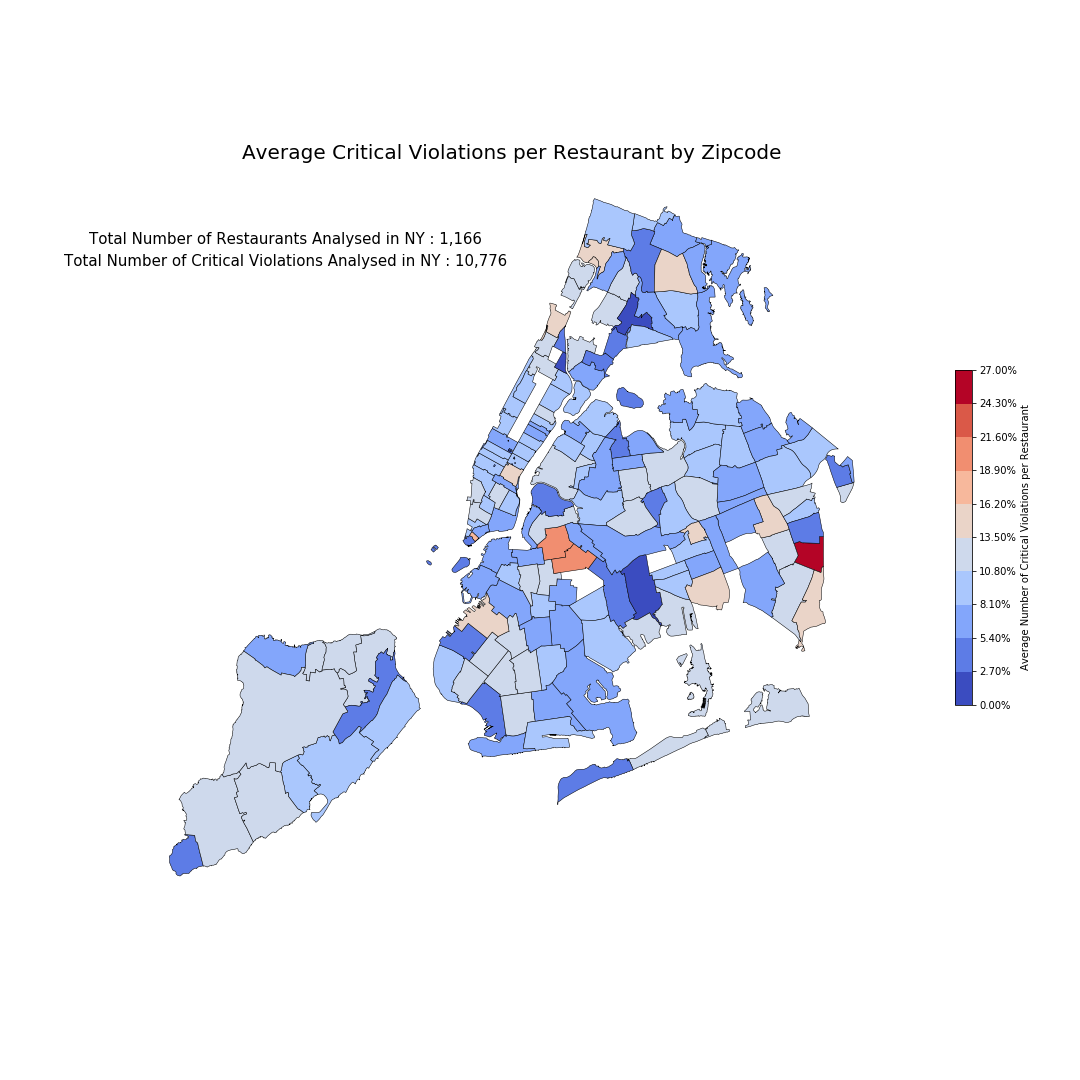 Average Critical Violations per Restaurant by Zipcode
Total Number of Restaurants Analysed in NY : 1,166
Total Number of Critical Violations Analysed in NY : 10,776
27.00%
24.30%
21.60%
18.90%
16.20%
13.50%
10.80%
8.10%
5.40%
2.70%
0.00%
Average Number of Critical Violations per Restaurant